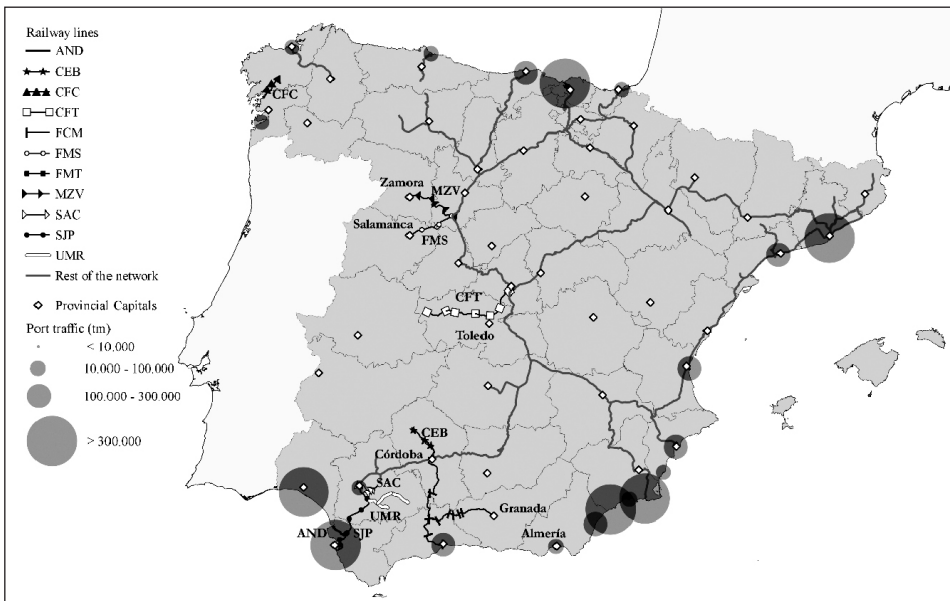 Railway lines
AND
CEB
CFC
CFT
FCM
FMS
FMT
MZV
SAC
SJP
UMR
Rest of the network
Provincial Capitals
Port traffic (tm)
< 10,000
10,000 - 100,000
100,000 - 300,000
> 300,000
CFC
Zamora
MZV
Salamanca
FMS
CFT
Toledo
CEB
Córdoba
SAC
UMR
Granada
AND
SJP
Almería